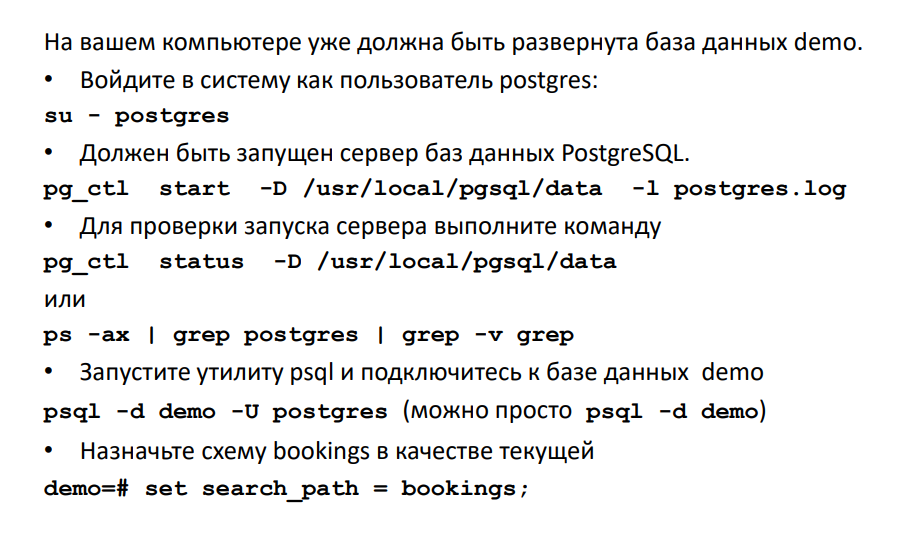 На вашем компьютере уже должна быть развернута база данных demo.
• Войдите в систему как пользователь postgres:
su - postgres
• Должен быть запущен сервер баз данных PostgreSQL.
pg_ctl start -D /usr/local/pgsql/data -l postgres.log
• Для проверки запуска сервера выполните команду
pg_ctl status -D /usr/local/pgsql/data
или
ps -ax | grep postgres | grep -v grep
• Запустите утилиту psql и подключитесь к базе данных demo
psql -d demo -U postgres (можно просто psql -d demo)
• Назначьте схему bookings в качестве текущей
demo=# set search_path = bookings;